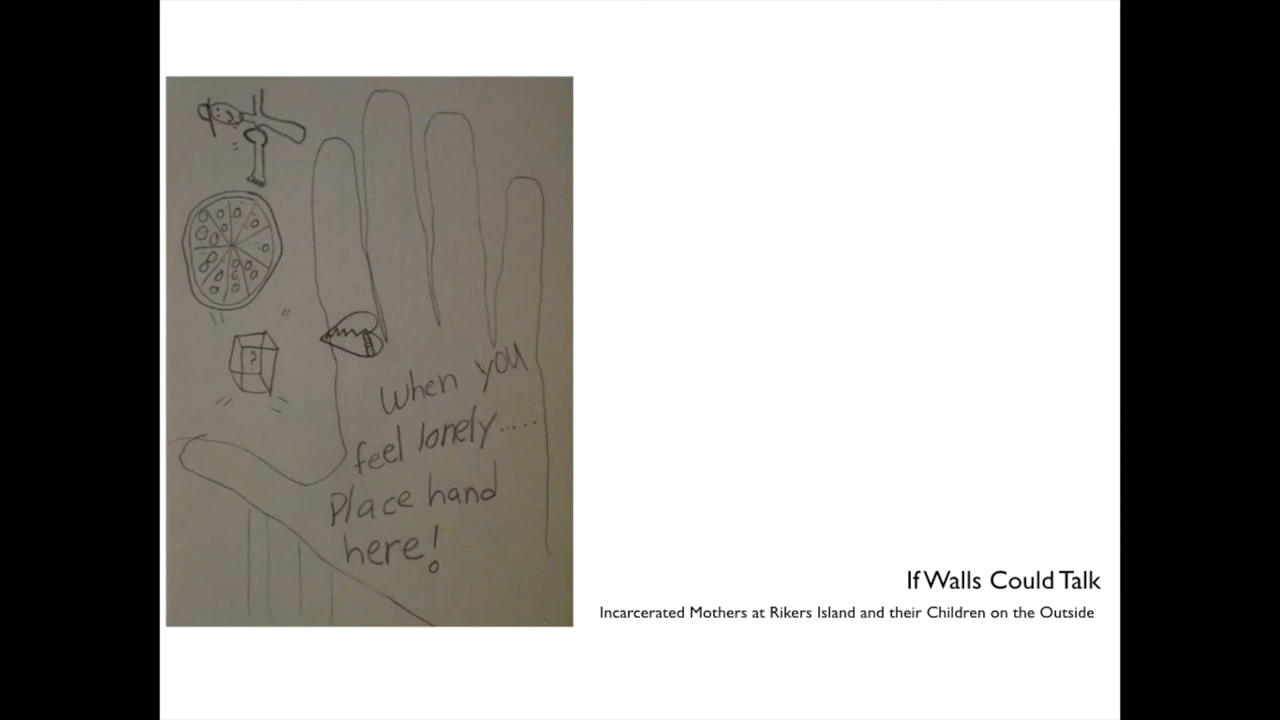 ?
When you
feel lonely.....
Place hand
here!
If Walls Could Talk
Incarcerated Mothers at Rikers Island and their Children on the Outside